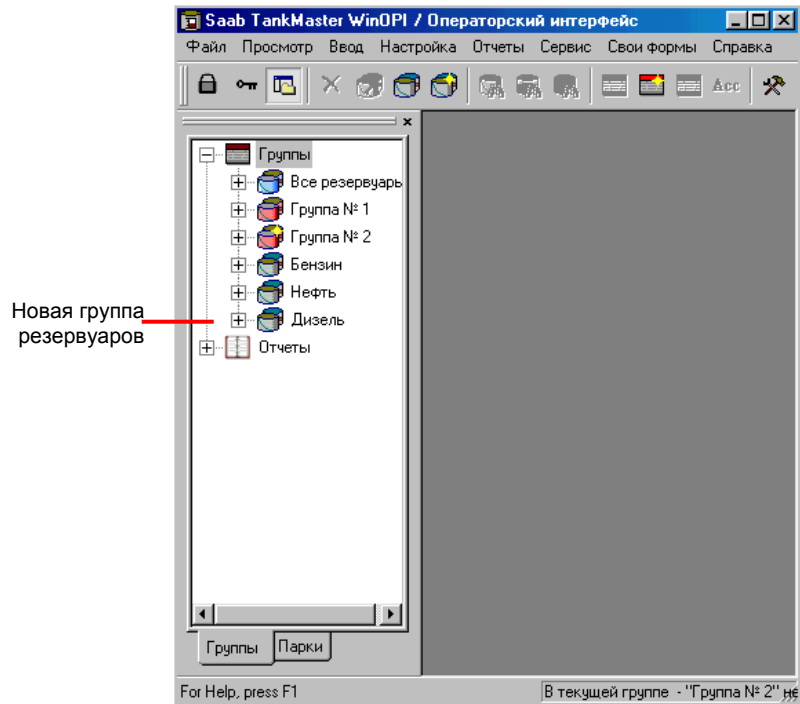 Saab TankMaster WinOPI / Операторский интерфейс
Файл Просмотр Ввод Настройка Отчеты Сервис Свои формы Справка
Acc
Группы
Все резервуары
Группа № 1
Группа № 2
Бензин
Нефть
Дизель
Отчеты
Новая группа
резервуаров
Группы Парки
For Help, press F1
В текущей группе - "Группа № 2" не